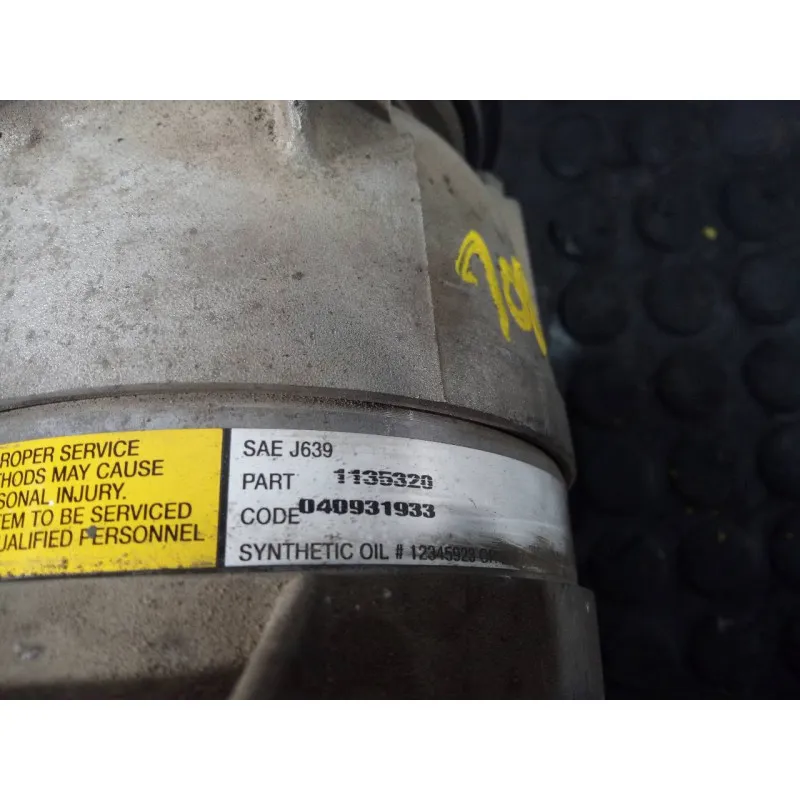 ROPER SERVICE
THODS MAY CAUSE
SONAL INJURY.
TEM TO BE SERVICED
UALIFIED PERSONNEL
SAE J639
PART 1135320
CODE 040931933
SYNTHETIC OIL # 12345923